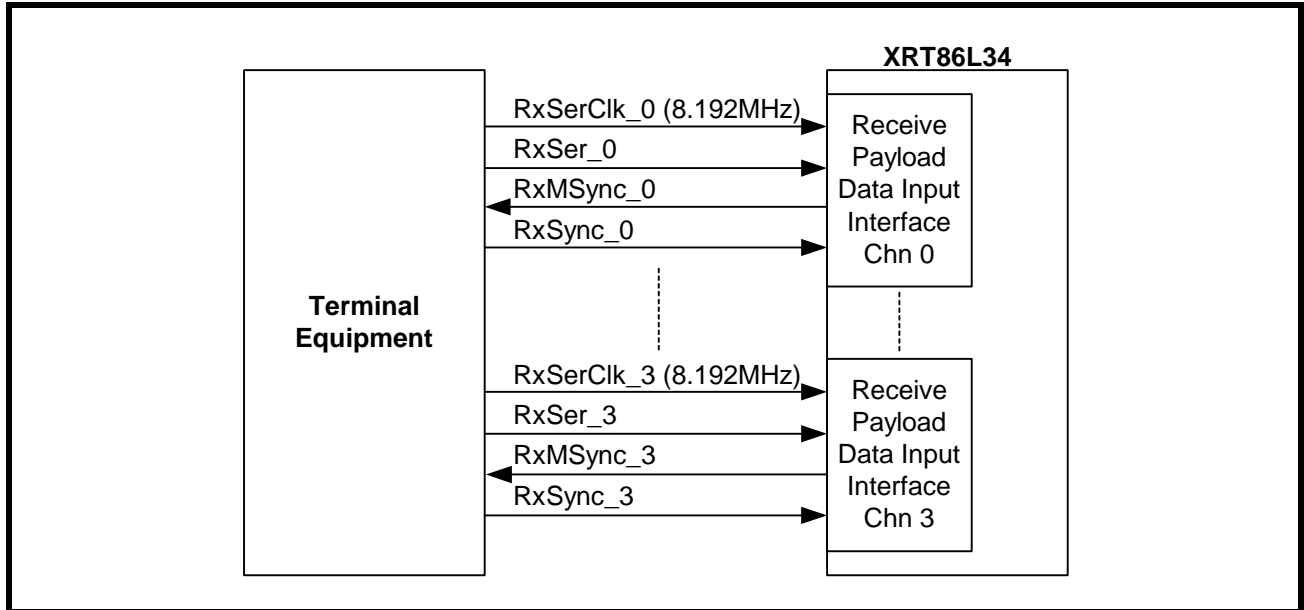 XRT86L34
RxSerClk_0 (8.192MHz)
RxSer_0
RxMSync_0
RxSync_0
Receive
Payload
Data Input
Interface
Chn 0
Terminal
Equipment
RxSerClk_3 (8.192MHz)
RxSer_3
RxMSync_3
RxSync_3
Receive
Payload
Data Input
Interface
Chn 3